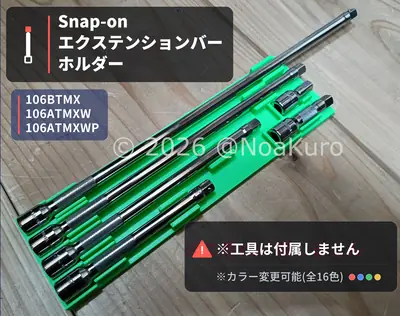 Snap-on
エクステンションバー
ホルダー
106BTMX
106ATMXW
106ATMXWP
© 2026 @NoaKuro
※工具は付属しません
※カラー変更可能(全16色)